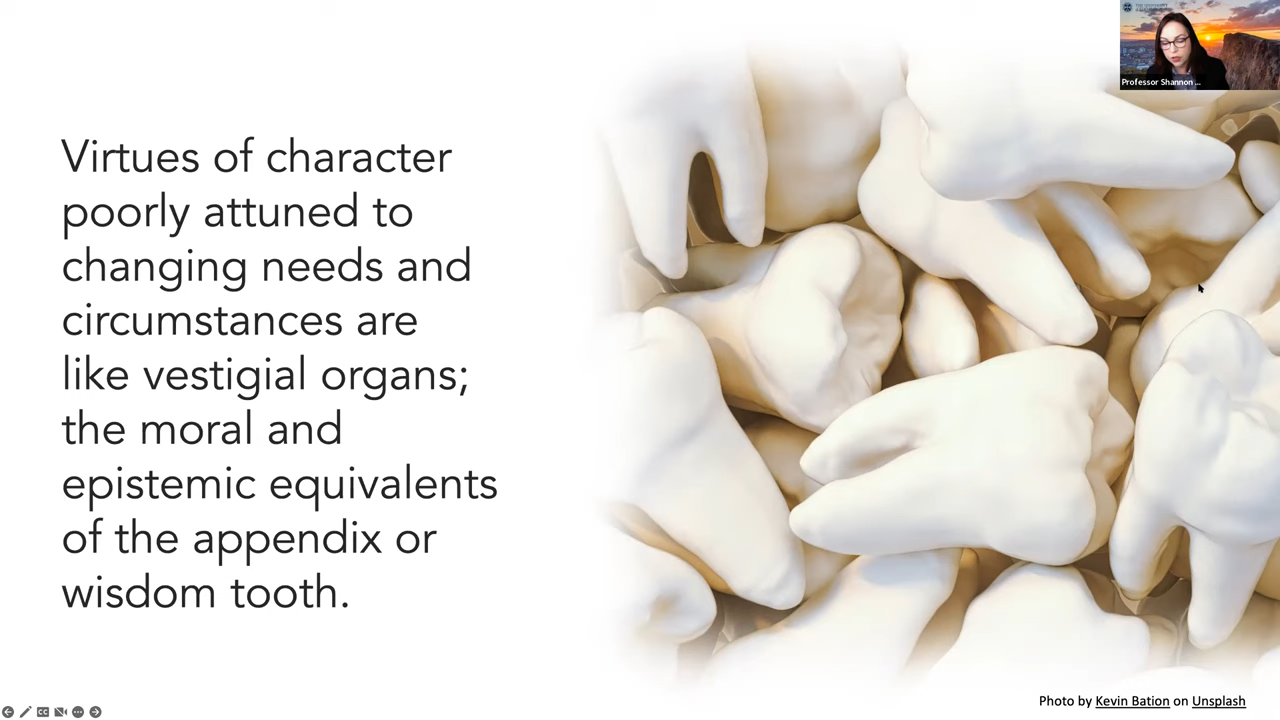 Virtues of character
poorly attuned to
changing needs and
circumstances are
like vestigial organs;
the moral and
epistemic equivalents
of the appendix or
wisdom tooth.
Professor Shannon ...
Photo by Kevin Bation on Unsplash